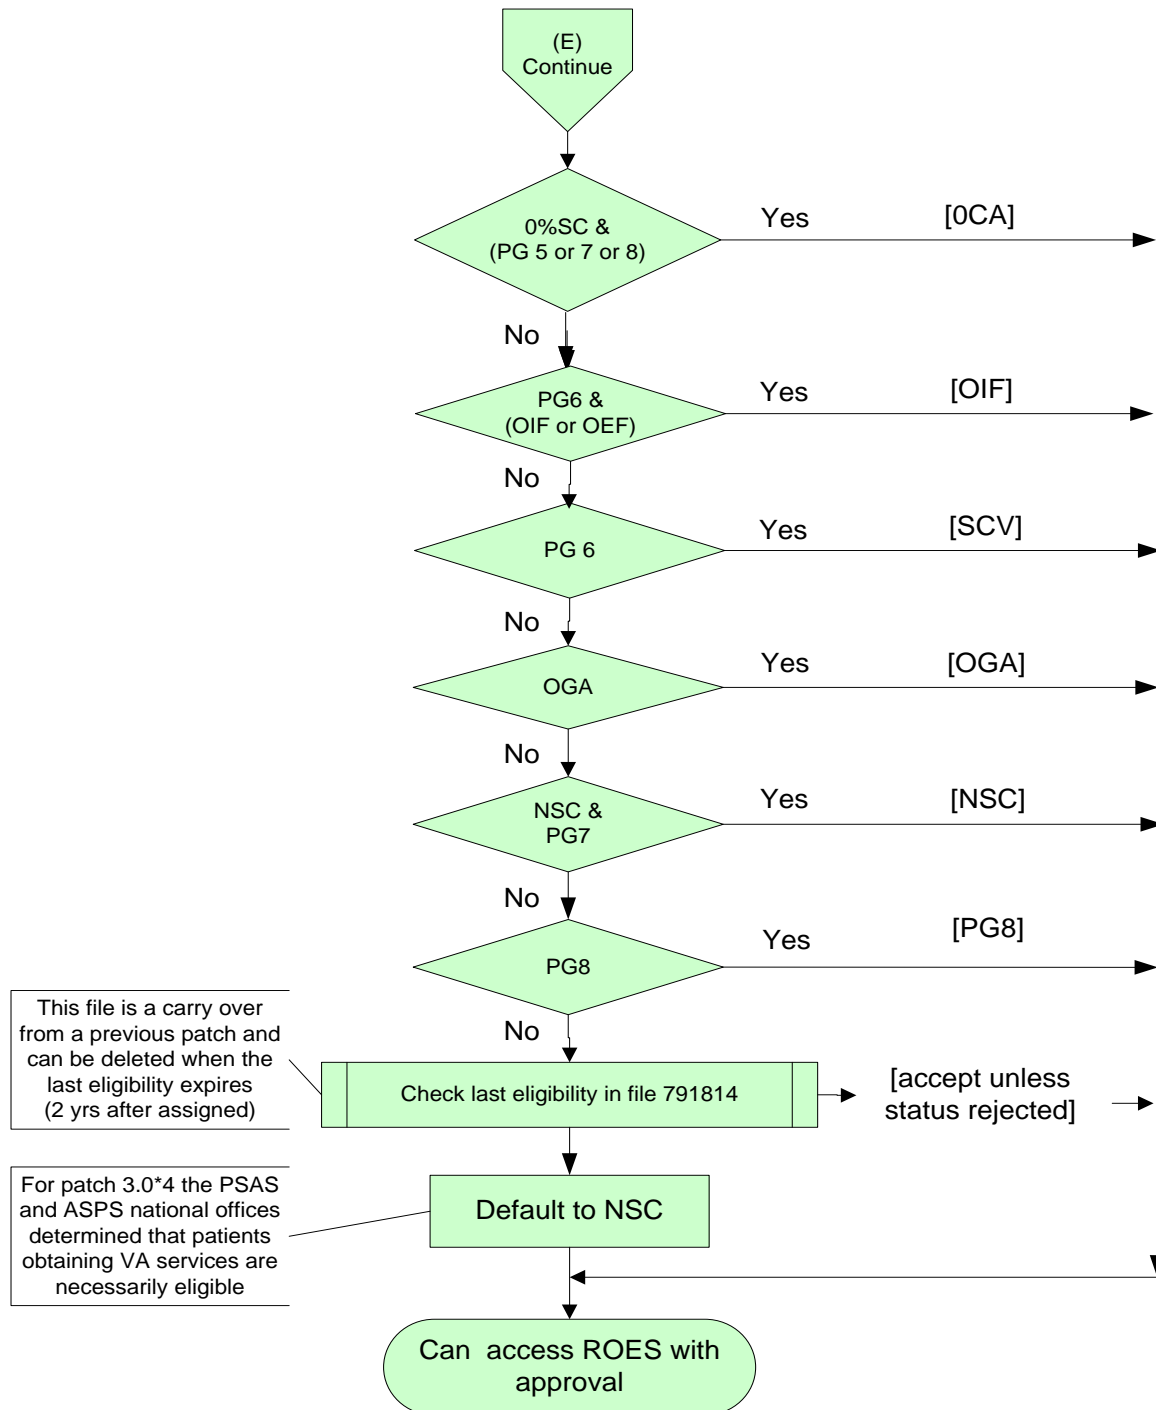 (E)
Continue
0%SC &
(PG 5 or 7 or 8)
Yes
[0CA]
No
PG6 &
(OIF or OEF)
Yes
[OIF]
No
PG 6
Yes
[SCV]
No
OGA
Yes
[OGA]
No
NSC &
PG7
Yes
[NSC]
No
PG8
Yes
[PG8]
No
This file is a carry over
from a previous patch and
can be deleted when the
last eligibility expires
(2 yrs after assigned)
Check last eligibility in file 791814
[accept unless
status rejected]
For patch 3.0*4 the PSAS
and ASPS national offices
determined that patients
obtaining VA services are
necessarily eligible
Default to NSC
Can access ROES with
approval